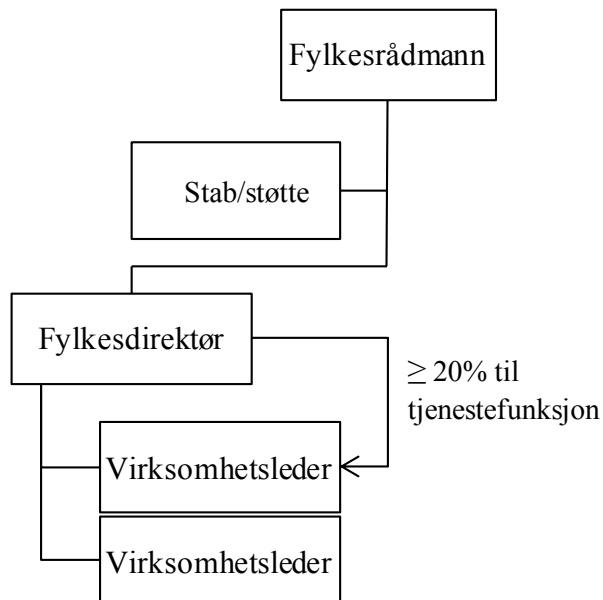 Fylkesrådmann
Stab/støtte
Fylkesdirektør
≥ 20% til
tjenestefunksjon
Virksomhetsleder
Virksomhetsleder